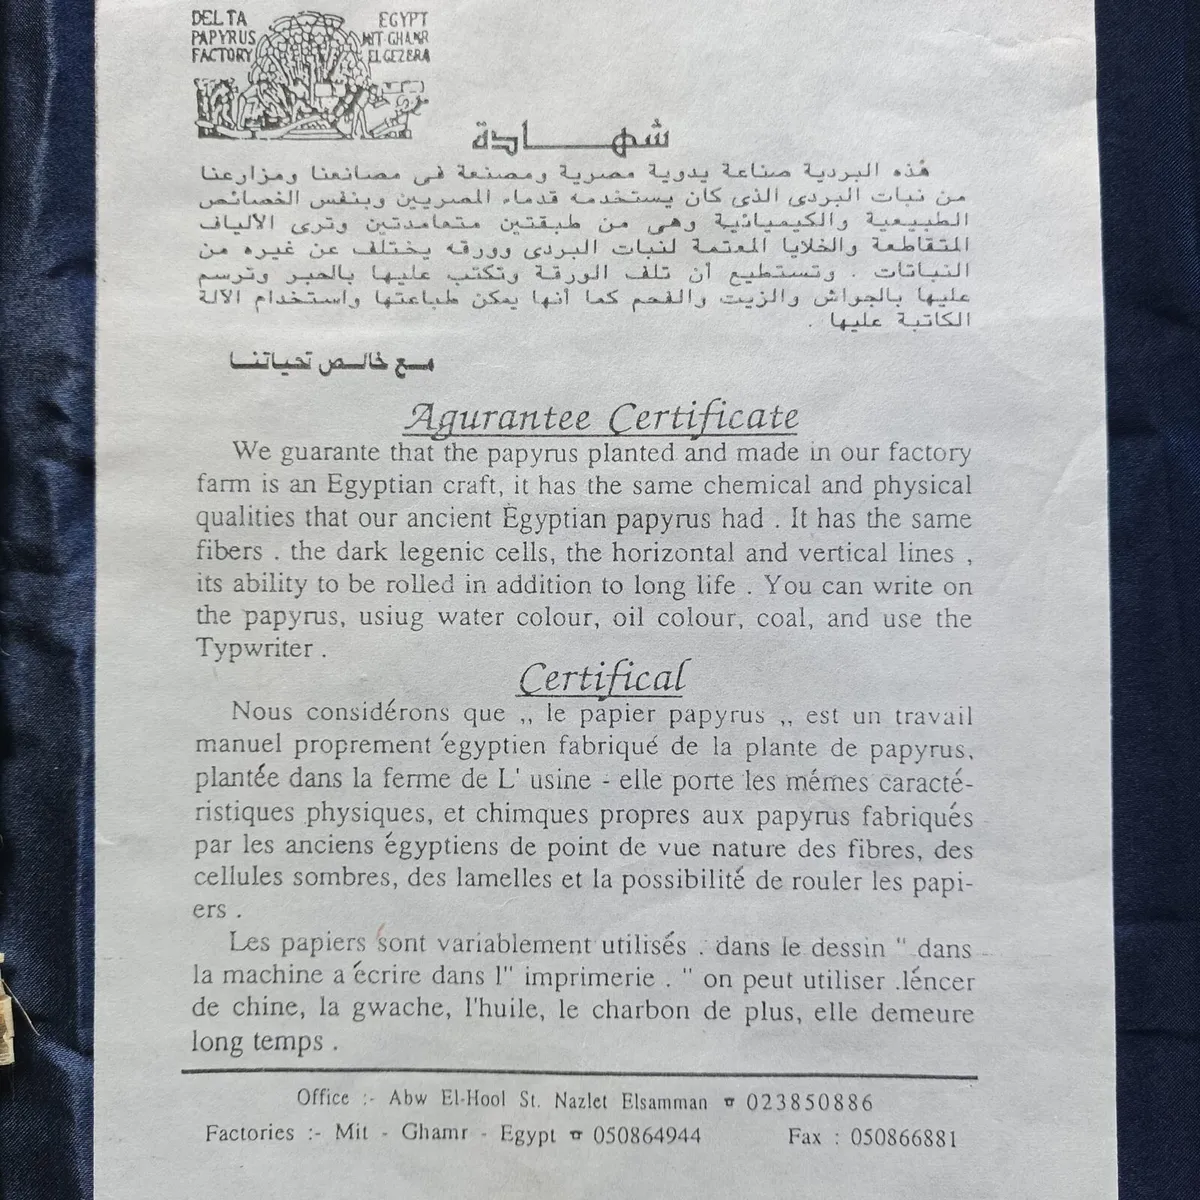 DELTA
PAPYRUS
FACTORY
EGYPT
MIT GHAMR
EL GEZERA
شهادة
هذه البردية صناعة يدوية مصرية ومصنعة فى مصانعنا ومزارعنا
من نبات البردى الذى كان يستخدمه قدماء المصريين وبنفس الخصائص
الطبيعية والكيميائية وهى من طبقتين متعامدتين وترى الألياف
المتقاطعة والخلايا المعتمة لنبات البردى وورقه يختلف عن غيره من
النباتات . وتستطيع أن تلف الورقة وتكتب عليها بالحبر وترسم
عليها بالجواش والزيت والفحم كما أنها يمكن طباعتها واستخدام الآلة
الكاتبة عليها .
مع خالص تحياتنا
Agurantee Certificate
We guarante that the papyrus planted and made in our factory
farm is an Egyptian craft, it has the same chemical and physical
qualities that our ancient Egyptian papyrus had . It has the same
fibers . the dark legenic cells, the horizontal and vertical lines ,
its ability to be rolled in addition to long life . You can write on
the papyrus, usiug water colour, oil colour, coal, and use the
Typwriter .
Certifical
Nous considérons que ,, le papier papyrus ,, est un travail
manuel proprement égyptien fabriqué de la plante de papyrus,
plantée dans la ferme de L' usine - elle porte les mémes caracté-
ristiques physiques, et chimques propres aux papyrus fabriqués
par les anciens égyptiens de point de vue nature des fibres, des
cellules sombres, des lamelles et la possibilité de rouler les papi-
ers .
Les papiers sont variablement utilisés . dans le dessin " dans
la machine a écrire dans l" imprimerie . " on peut utiliser .léncer
de chine, la gwache, l'huile, le charbon de plus, elle demeure
long temps .
Office :- Abw El-Hool St. Nazlet Elsamman ☎ 023850886
Factories :- Mit - Ghamr - Egypt ☎ 050864944 Fax : 050866881